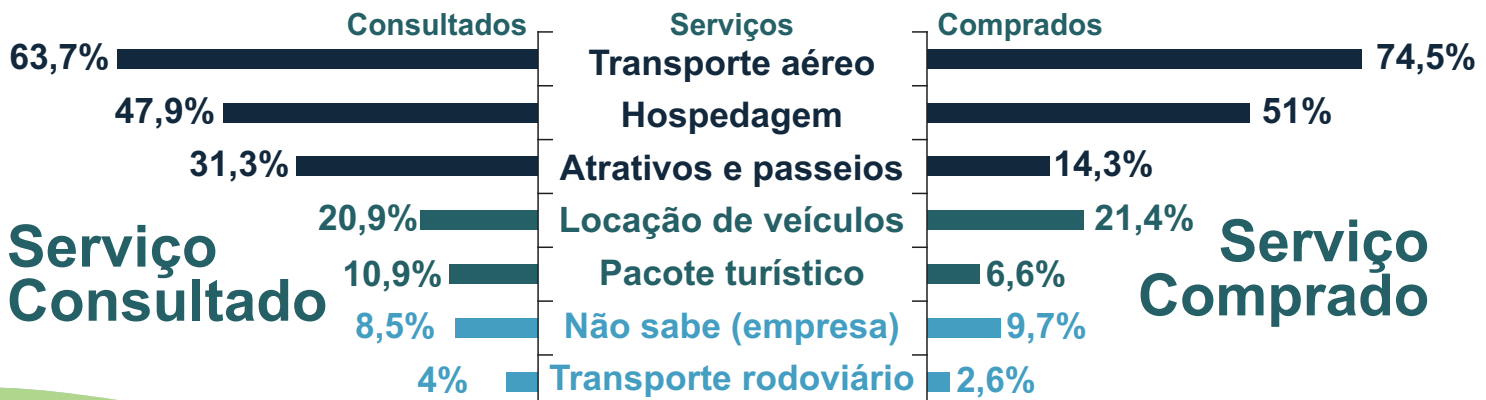 Consultados Serviços Comprados
63,7% Transporte aéreo 74,5%
47,9% Hospedagem 51%
31,3% Atrativos e passeios 14,3%
20,9% Locação de veículos 21,4%
10,9% Pacote turístico 6,6%
8,5% Não sabe (empresa) 9,7%
4% Transporte rodoviário 2,6%
Serviço
Consultado
Serviço
Comprado